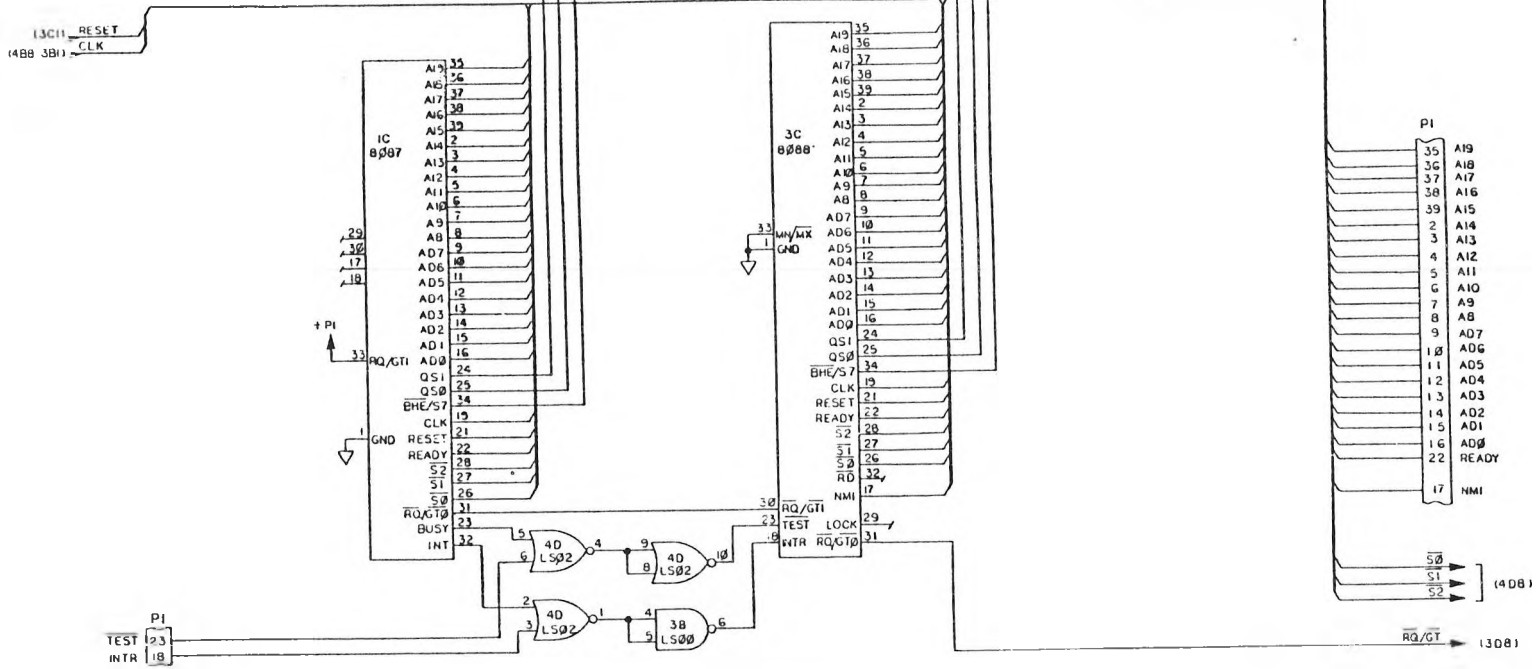 (3C1) RESET
(4B8 3B1) CLK
1C
8Ø87
A19 35
A18 36
A17 37
A16 38
A15 39
A14 2
A13 3
A12 4
A11 5
A1Ø 6
A9 7
A8 8
AD7 9
AD6 1Ø
AD5 11
AD4 12
AD3 13
AD2 14
AD1 15
ADØ 16
QS1 24
QSØ 25
BHE/S7 34
CLK 19
RESET 21
READY 22
S2 28
S1 27
SØ 26
RQ/GTØ 31
BUSY 23
INT 32
29
3Ø
17
18
+P1
33 RQ/GT1
1 GND
3C
8Ø88
A19 35
A18 36
A17 37
A16 38
A15 39
A14 2
A13 3
A12 4
A11 5
A1Ø 6
A9 7
A8 8
AD7 9
AD6 1Ø
AD5 11
AD4 12
AD3 13
AD2 14
AD1 15
ADØ 16
QS1 24
QSØ 25
BHE/S7 34
CLK 19
RESET 21
READY 22
S2 28
S1 27
SØ 26
RD 32
NMI 17
LOCK 29
RQ/GTØ 31
33 MN/MX
1 GND
3Ø RQ/GT1
23 TEST
18 INTR
5
6
4D
LSØ2
4
9
8
4D
LSØ2
1Ø
2
3
4D
LSØ2
1
4
5
3B
LSØØ
6
P1
TEST 23
INTR 18
P1
35 A19
36 A18
37 A17
38 A16
39 A15
2 A14
3 A13
4 A12
5 A11
6 A10
7 A9
8 A8
9 AD7
1Ø AD6
11 AD5
12 AD4
13 AD3
14 AD2
15 AD1
16 ADØ
22 READY
17 NMI
SØ
S1
S2
(4D8)
RQ/GT (3D8)